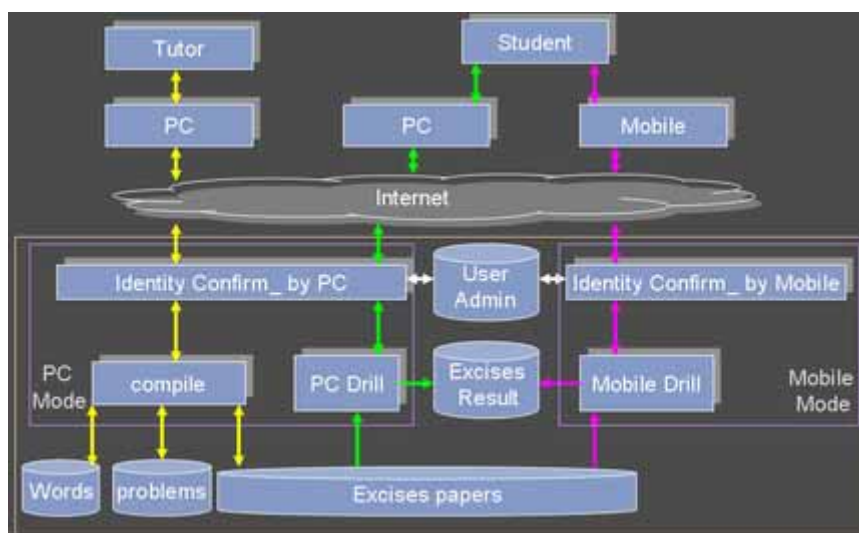 Tutor
Student
PC
PC
Mobile
Internet
Identity Confirm_ by PC
User
Admin
Identity Confirm_ by Mobile
PC
Mode
compile
PC Drill
Excises
Result
Mobile Drill
Mobile
Mode
Words
problems
Excises papers